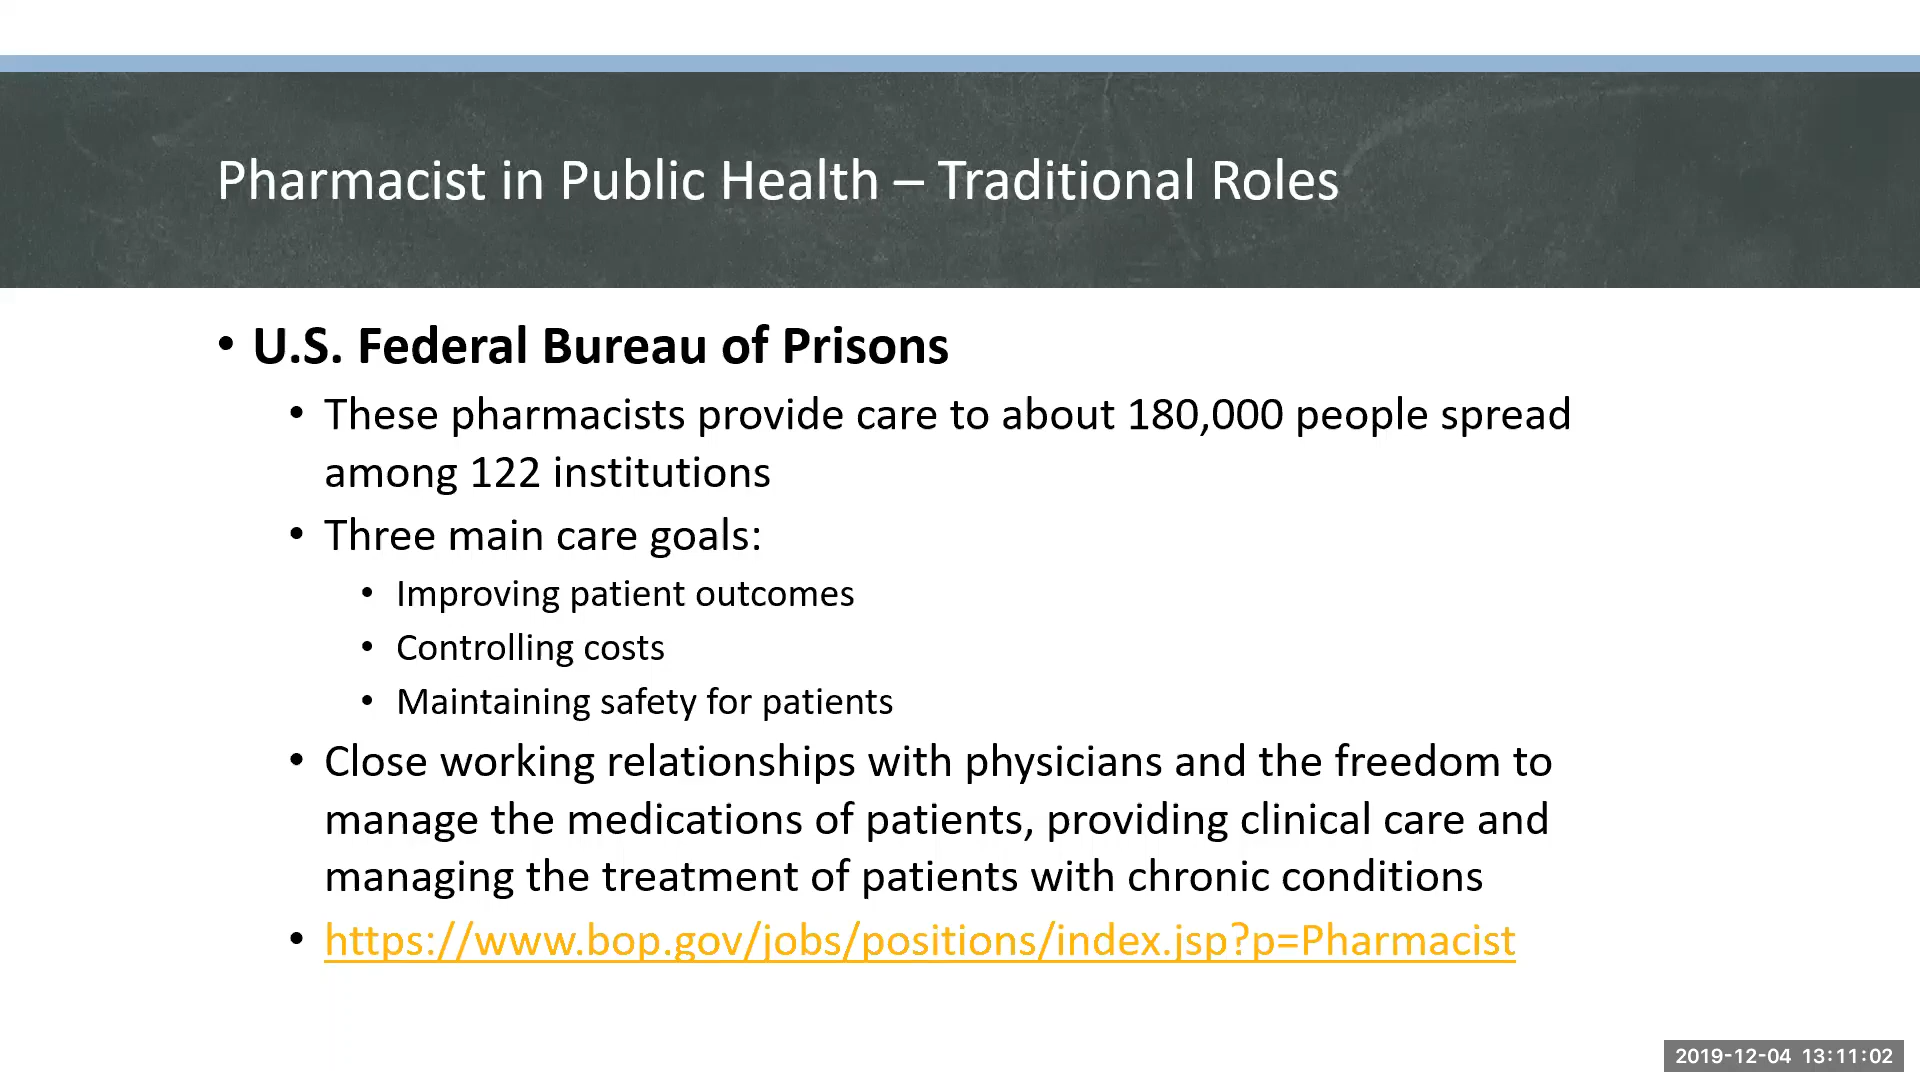 Pharmacist in Public Health – Traditional Roles
• U.S. Federal Bureau of Prisons
• These pharmacists provide care to about 180,000 people spread
among 122 institutions
• Three main care goals:
• Improving patient outcomes
• Controlling costs
• Maintaining safety for patients
• Close working relationships with physicians and the freedom to
manage the medications of patients, providing clinical care and
managing the treatment of patients with chronic conditions
• https://www.bop.gov/jobs/positions/index.jsp?p=Pharmacist
2019-12-04 13:11:02